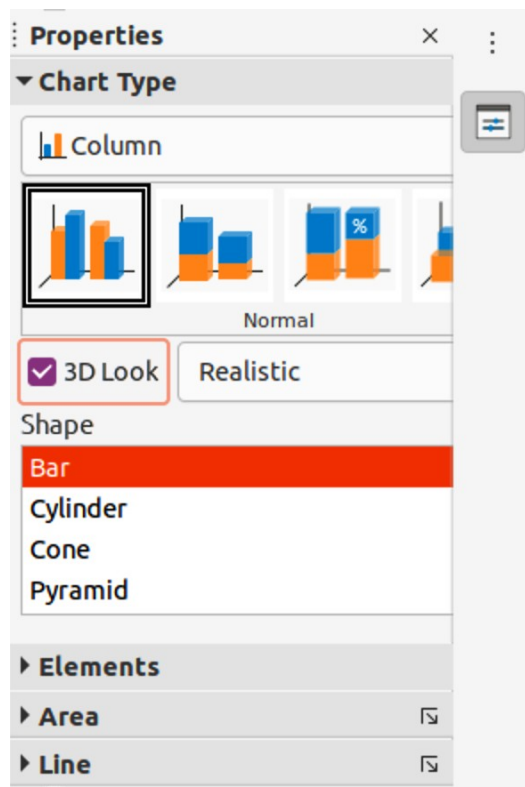 Properties
Chart Type
Column
%
Normal
3D Look Realistic
Shape
Bar
Cylinder
Cone
Pyramid
Elements
Area
Line